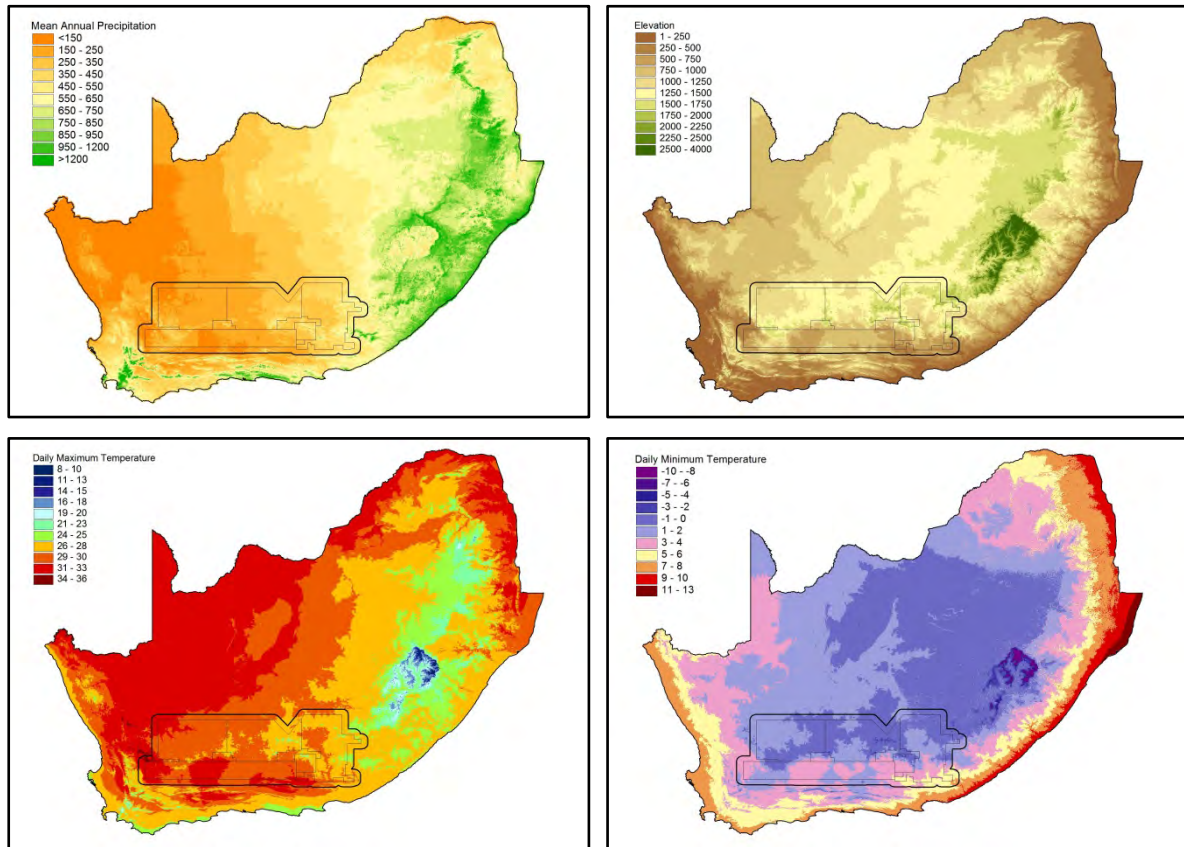 Mean Annual Precipitation
<150
150 - 250
250 - 350
350 - 450
450 - 550
550 - 650
650 - 750
750 - 850
850 - 950
950 - 1200
>1200
Elevation
1 - 250
250 - 500
500 - 750
750 - 1000
1000 - 1250
1250 - 1500
1500 - 1750
1750 - 2000
2000 - 2250
2250 - 2500
2500 - 4000
Daily Maximum Temperature
8 - 10
11 - 13
14 - 15
16 - 18
19 - 20
21 - 23
24 - 25
26 - 28
29 - 30
31 - 33
34 - 36
Daily Minimum Temperature
-10 - -8
-7 - -6
-5 - -4
-3 - -2
-1 - 0
1 - 2
3 - 4
5 - 6
7 - 8
9 - 10
11 - 13